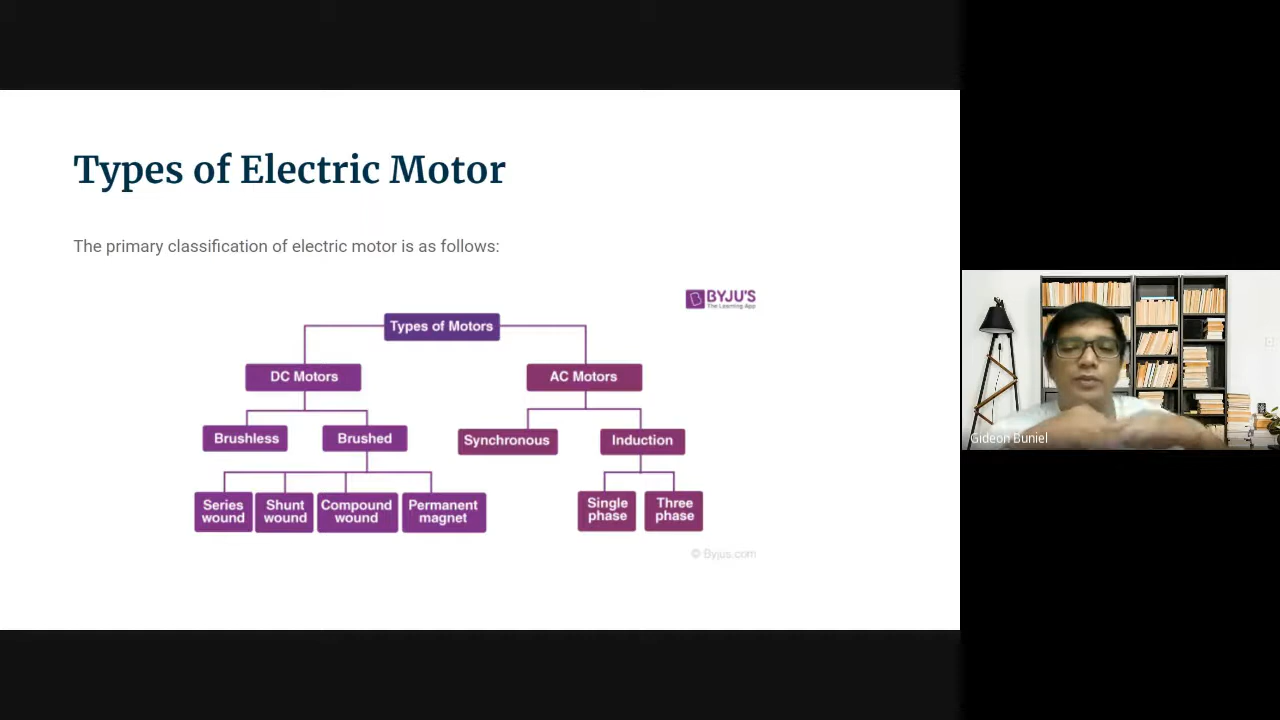 Types of Electric Motor
The primary classification of electric motor is as follows:
BYJU'S
The Learning App
Types of Motors
DC Motors
AC Motors
Brushless
Brushed
Synchronous
Induction
Series
wound
Shunt
wound
Compound
wound
Permanent
magnet
Single
phase
Three
phase
© Byjus.com
Gideon Buniel